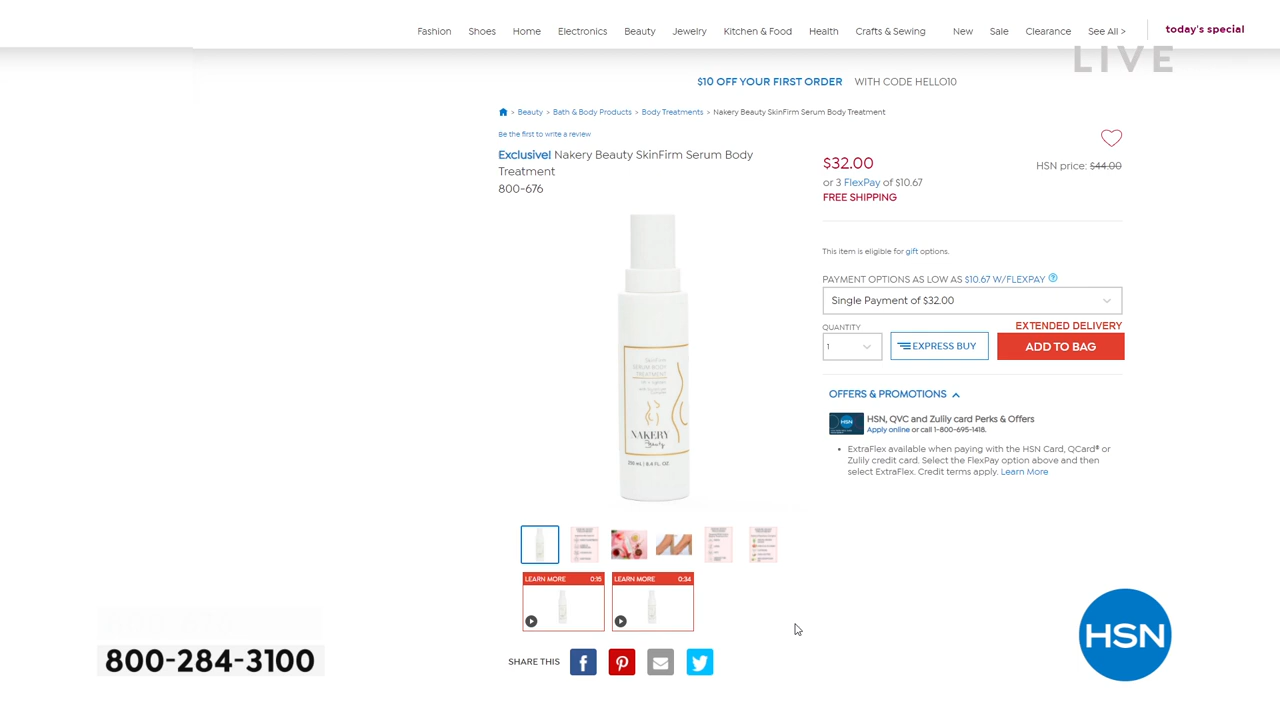 Fashion Shoes Home Electronics Beauty Jewelry Kitchen & Food Health Crafts & Sewing New Sale Clearance See All > today's special
LIVE
$10 OFF YOUR FIRST ORDER WITH CODE HELLO10
> Beauty > Bath & Body Products > Body Treatments > Nakery Beauty SkinFirm Serum Body Treatment
Be the first to write a review
Exclusive! Nakery Beauty SkinFirm Serum Body
Treatment
800-676
$32.00
HSN price: $44.00
or 3 FlexPay of $10.67
FREE SHIPPING
This item is eligible for gift options.
PAYMENT OPTIONS AS LOW AS $10.67 W/FLEXPAY ?
Single Payment of $32.00
QUANTITY
EXTENDED DELIVERY
1
EXPRESS BUY
ADD TO BAG
OFFERS & PROMOTIONS
HSN
HSN, QVC and Zulily card Perks & Offers
Apply online or call 1-800-695-1418.
• ExtraFlex available when paying with the HSN Card, QCard® or
Zulily credit card. Select the FlexPay option above and then
select ExtraFlex. Credit terms apply. Learn More
SkinFirm
SERUM BODY
TREATMENT
NAKERY
Beauty
LEARN MORE 0:15
LEARN MORE 0:34
SHARE THIS
800-284-3100
HSN